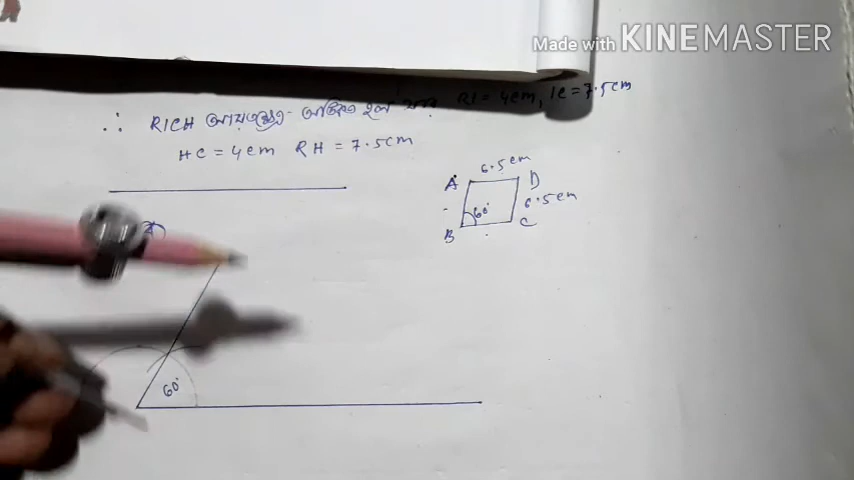 Made with KINEMASTER
∴ RICH আয়তক্ষেত্র অঙ্কিত হল যার RI = 4cm, IC = 7.5cm
HC = 4cm RH = 7.5cm
6.5cm
A D
6.5cm
60°
B C
60°